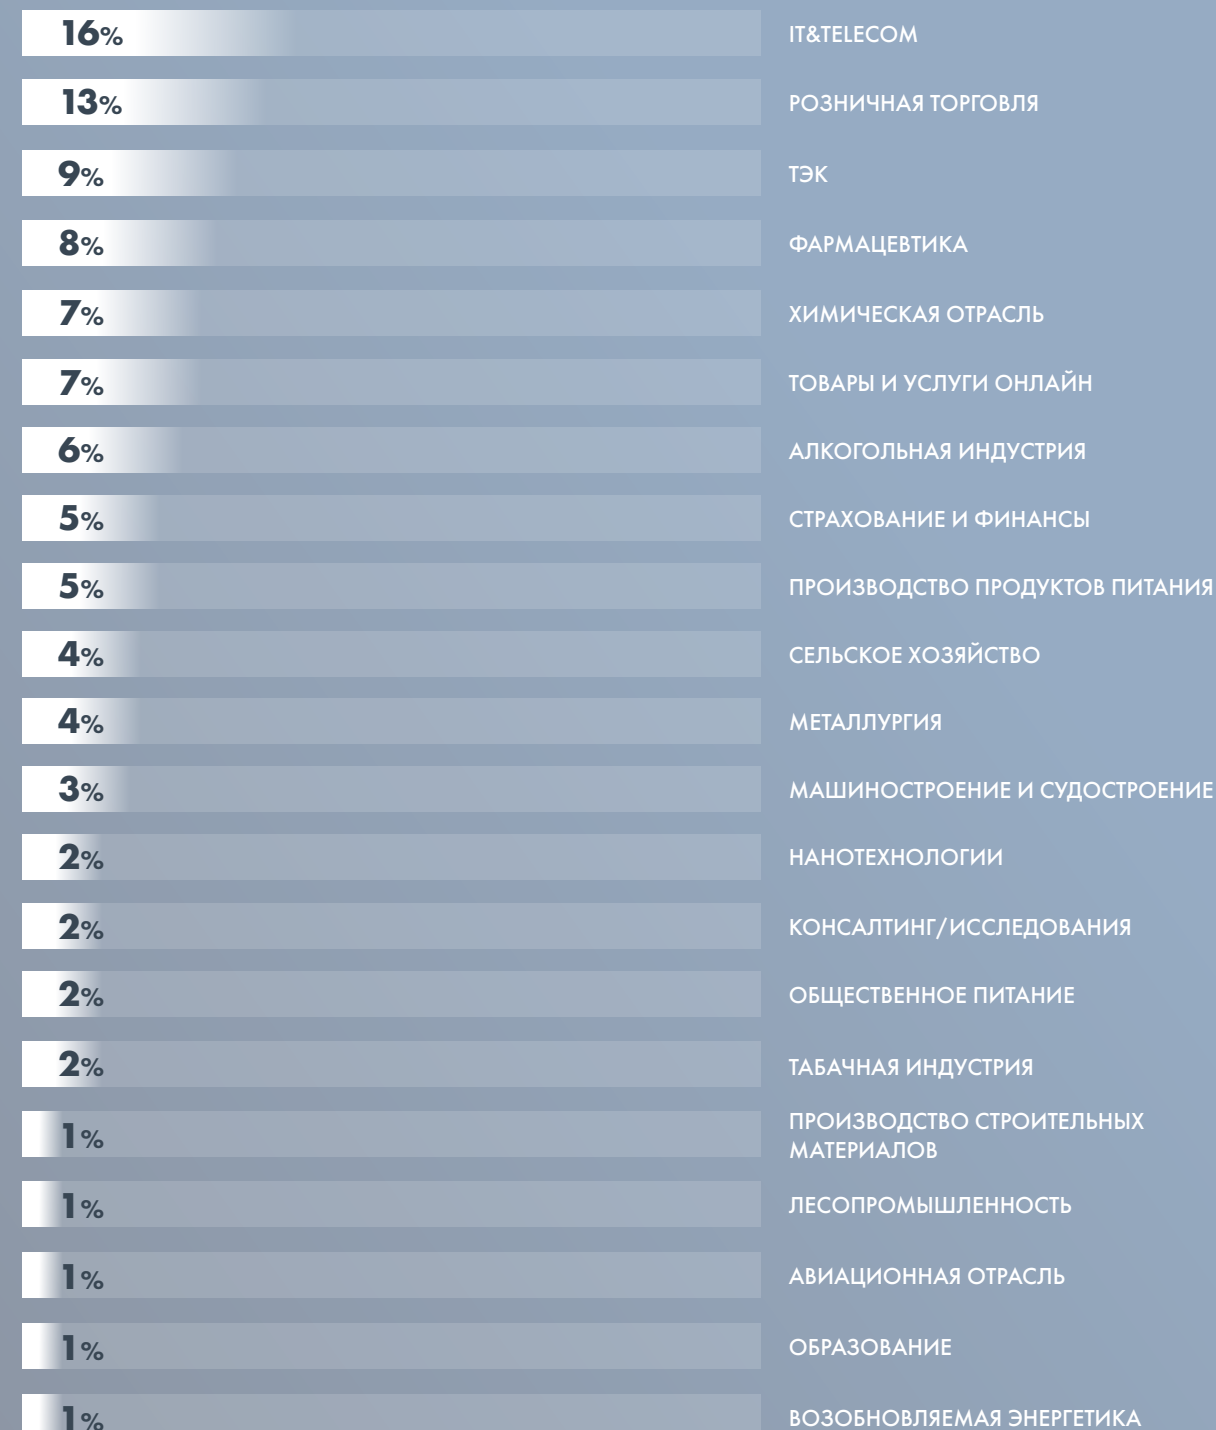 16% IT&TELECOM
13% РОЗНИЧНАЯ ТОРГОВЛЯ
9% ТЭК
8% ФАРМАЦЕВТИКА
7% ХИМИЧЕСКАЯ ОТРАСЛЬ
7% ТОВАРЫ И УСЛУГИ ОНЛАЙН
6% АЛКОГОЛЬНАЯ ИНДУСТРИЯ
5% СТРАХОВАНИЕ И ФИНАНСЫ
5% ПРОИЗВОДСТВО ПРОДУКТОВ ПИТАНИЯ
4% СЕЛЬСКОЕ ХОЗЯЙСТВО
4% МЕТАЛЛУРГИЯ
3% МАШИНОСТРОЕНИЕ И СУДОСТРОЕНИЕ
2% НАНОТЕХНОЛОГИИ
2% КОНСАЛТИНГ/ИССЛЕДОВАНИЯ
2% ОБЩЕСТВЕННОЕ ПИТАНИЕ
2% ТАБАЧНАЯ ИНДУСТРИЯ
1% ПРОИЗВОДСТВО СТРОИТЕЛЬНЫХ
МАТЕРИАЛОВ
1% ЛЕСОПРОМЫШЛЕННОСТЬ
1% АВИАЦИОННАЯ ОТРАСЛЬ
1% ОБРАЗОВАНИЕ
1% ВОЗОБНОВЛЯЕМАЯ ЭНЕРГЕТИКА